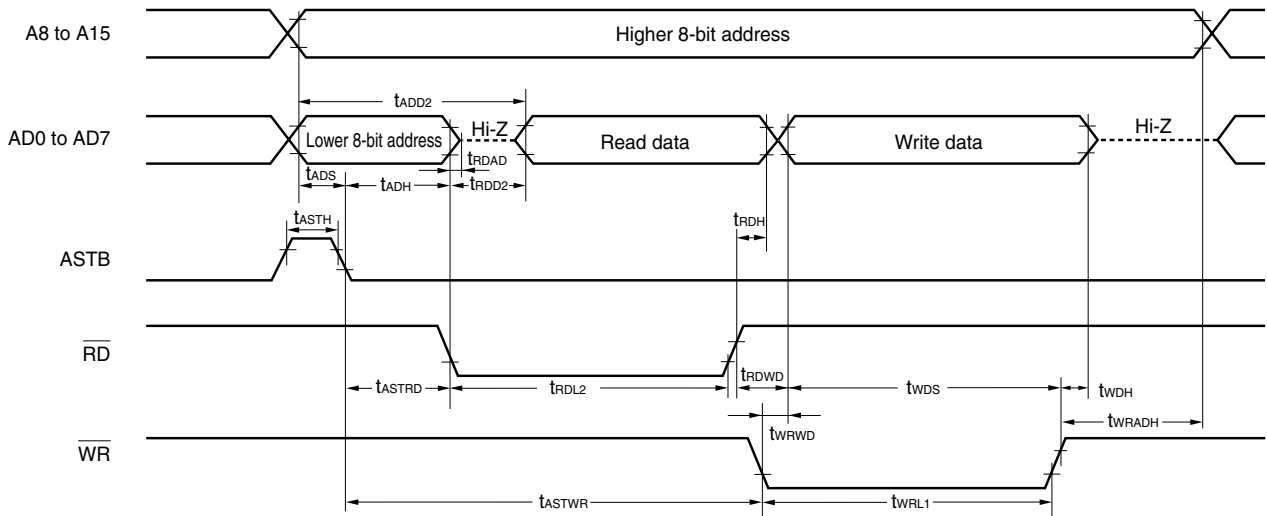 A8 to A15
Higher 8-bit address
tADD2
AD0 to AD7
Lower 8-bit address
Hi-Z
Read data
Write data
Hi-Z
tRDAD
tADS
tADH
tRDD2
tASTH
tRDH
ASTB
RD
tASTRD
tRDL2
tRDWD
tWDS
tWDH
tWRADH
tWRWD
WR
tASTWR
tWRL1